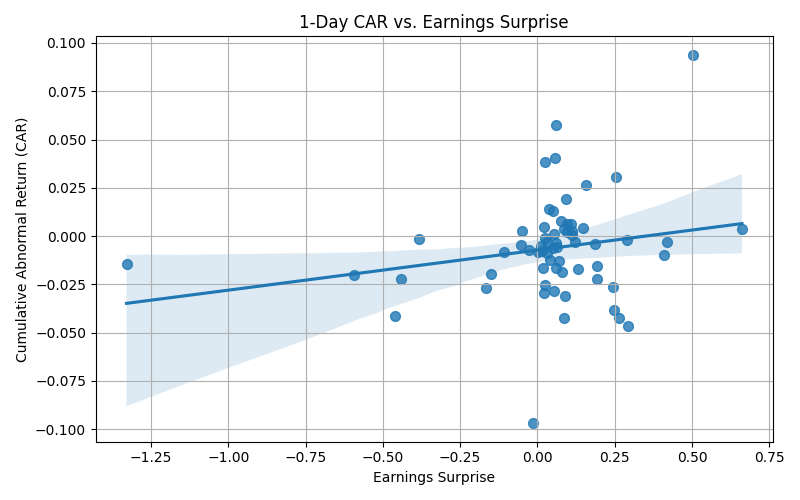 1-Day CAR vs. Earnings Surprise
Cumulative Abnormal Return (CAR)
0.100
0.075
0.050
0.025
0.000
−0.025
−0.050
−0.075
−0.100
−1.25 −1.00 −0.75 −0.50 −0.25 0.00 0.25 0.50 0.75
Earnings Surprise